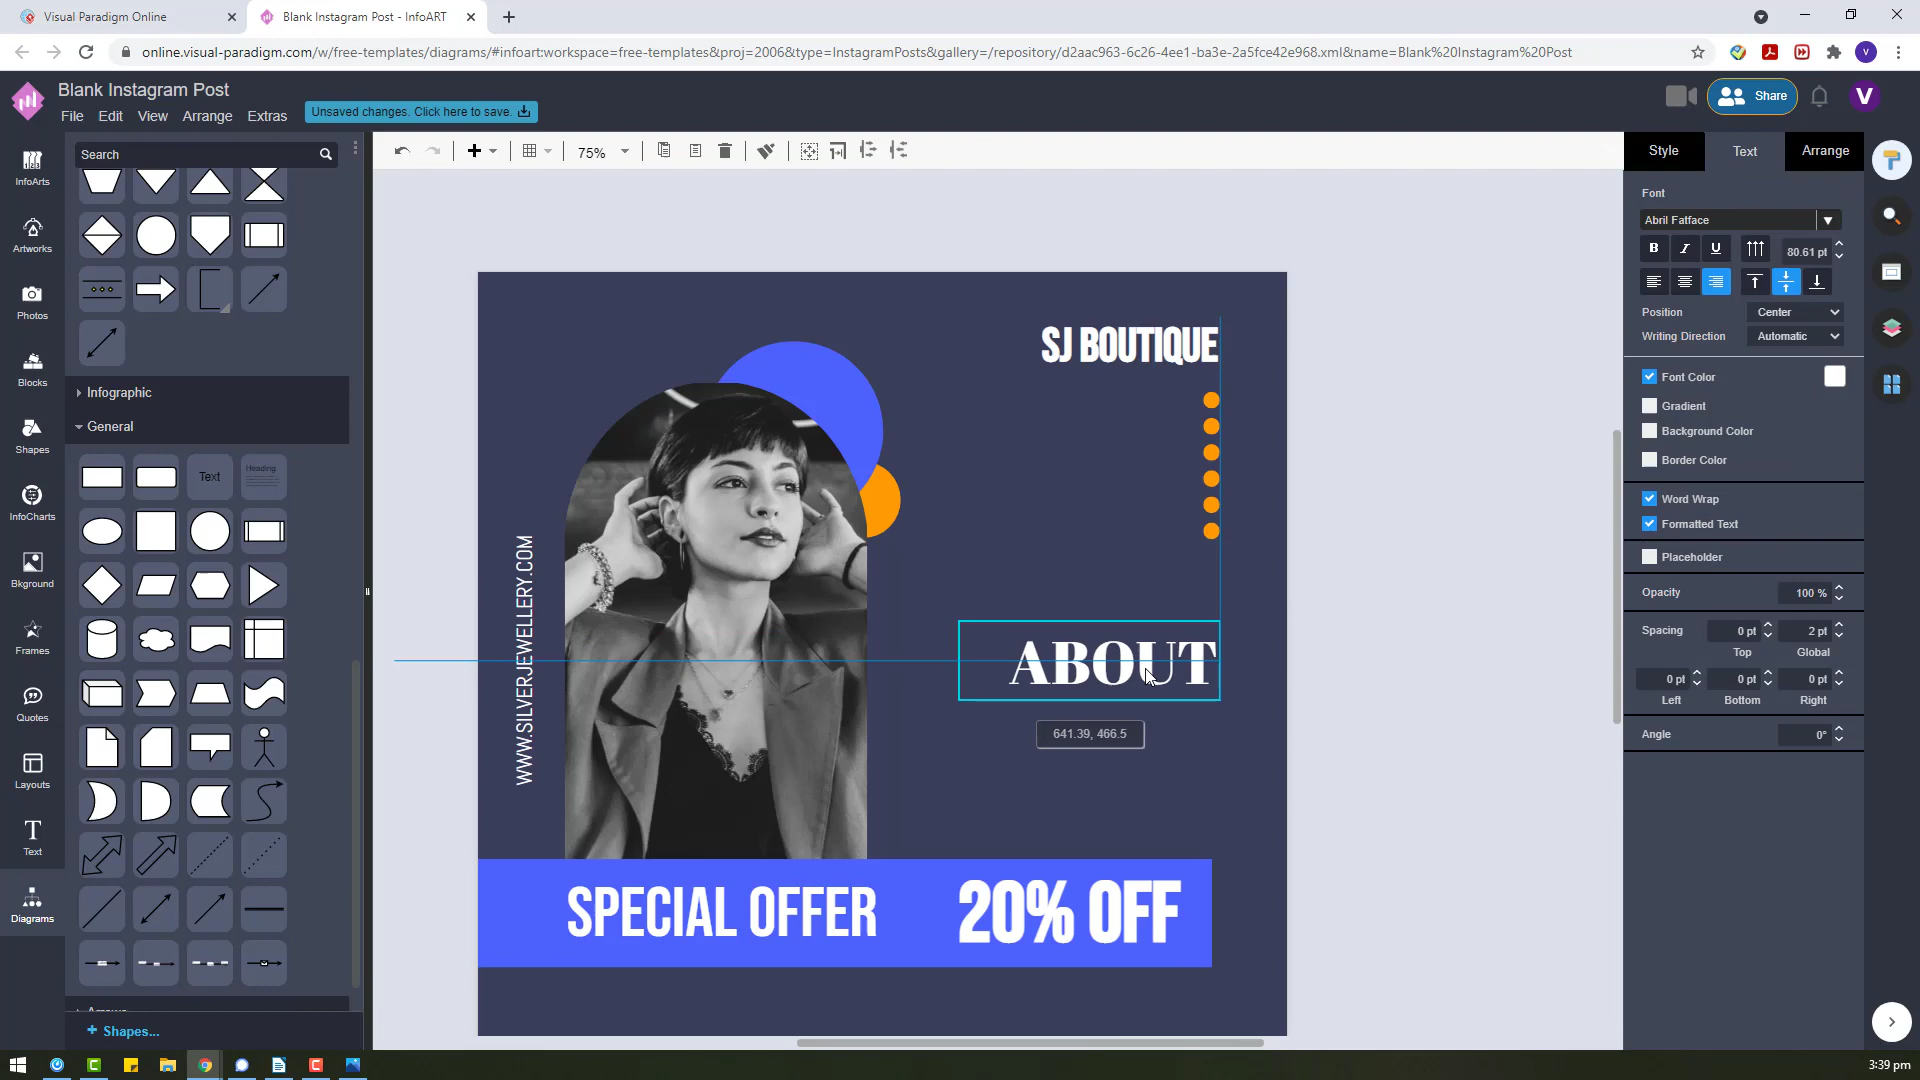 Visual Paradigm Online
Blank Instagram Post - InfoART
online.visual-paradigm.com/w/free-templates/diagrams/#infoart:workspace=free-templates&proj=2006&type=InstagramPosts&gallery=/repository/d2aac963-6c26-4ee1-ba3e-2a5fce42e968.xml&name=Blank%20Instagram%20Post
V
Blank Instagram Post
File Edit View Arrange Extras
Unsaved changes. Click here to save.
Share
V
Search
75%
Style Text Arrange
InfoArts
Artworks
Photos
Blocks
Shapes
InfoCharts
Bkground
Frames
Quotes
Layouts
T
Text
Diagrams
Infographic
General
Text
Heading
+ Shapes...
SJ BOUTIQUE
WWW.SILVERJEWELLERY.COM
ABOUT
641.39, 466.5
SPECIAL OFFER
20% OFF
Font
Abril Fatface
B I U 80.61 pt
Position Center
Writing Direction Automatic
Font Color
Gradient
Background Color
Border Color
Word Wrap
Formatted Text
Placeholder
Opacity 100 %
Spacing 0 pt 2 pt
Top Global
0 pt 0 pt 0 pt
Left Bottom Right
Angle 0°
3:39 pm